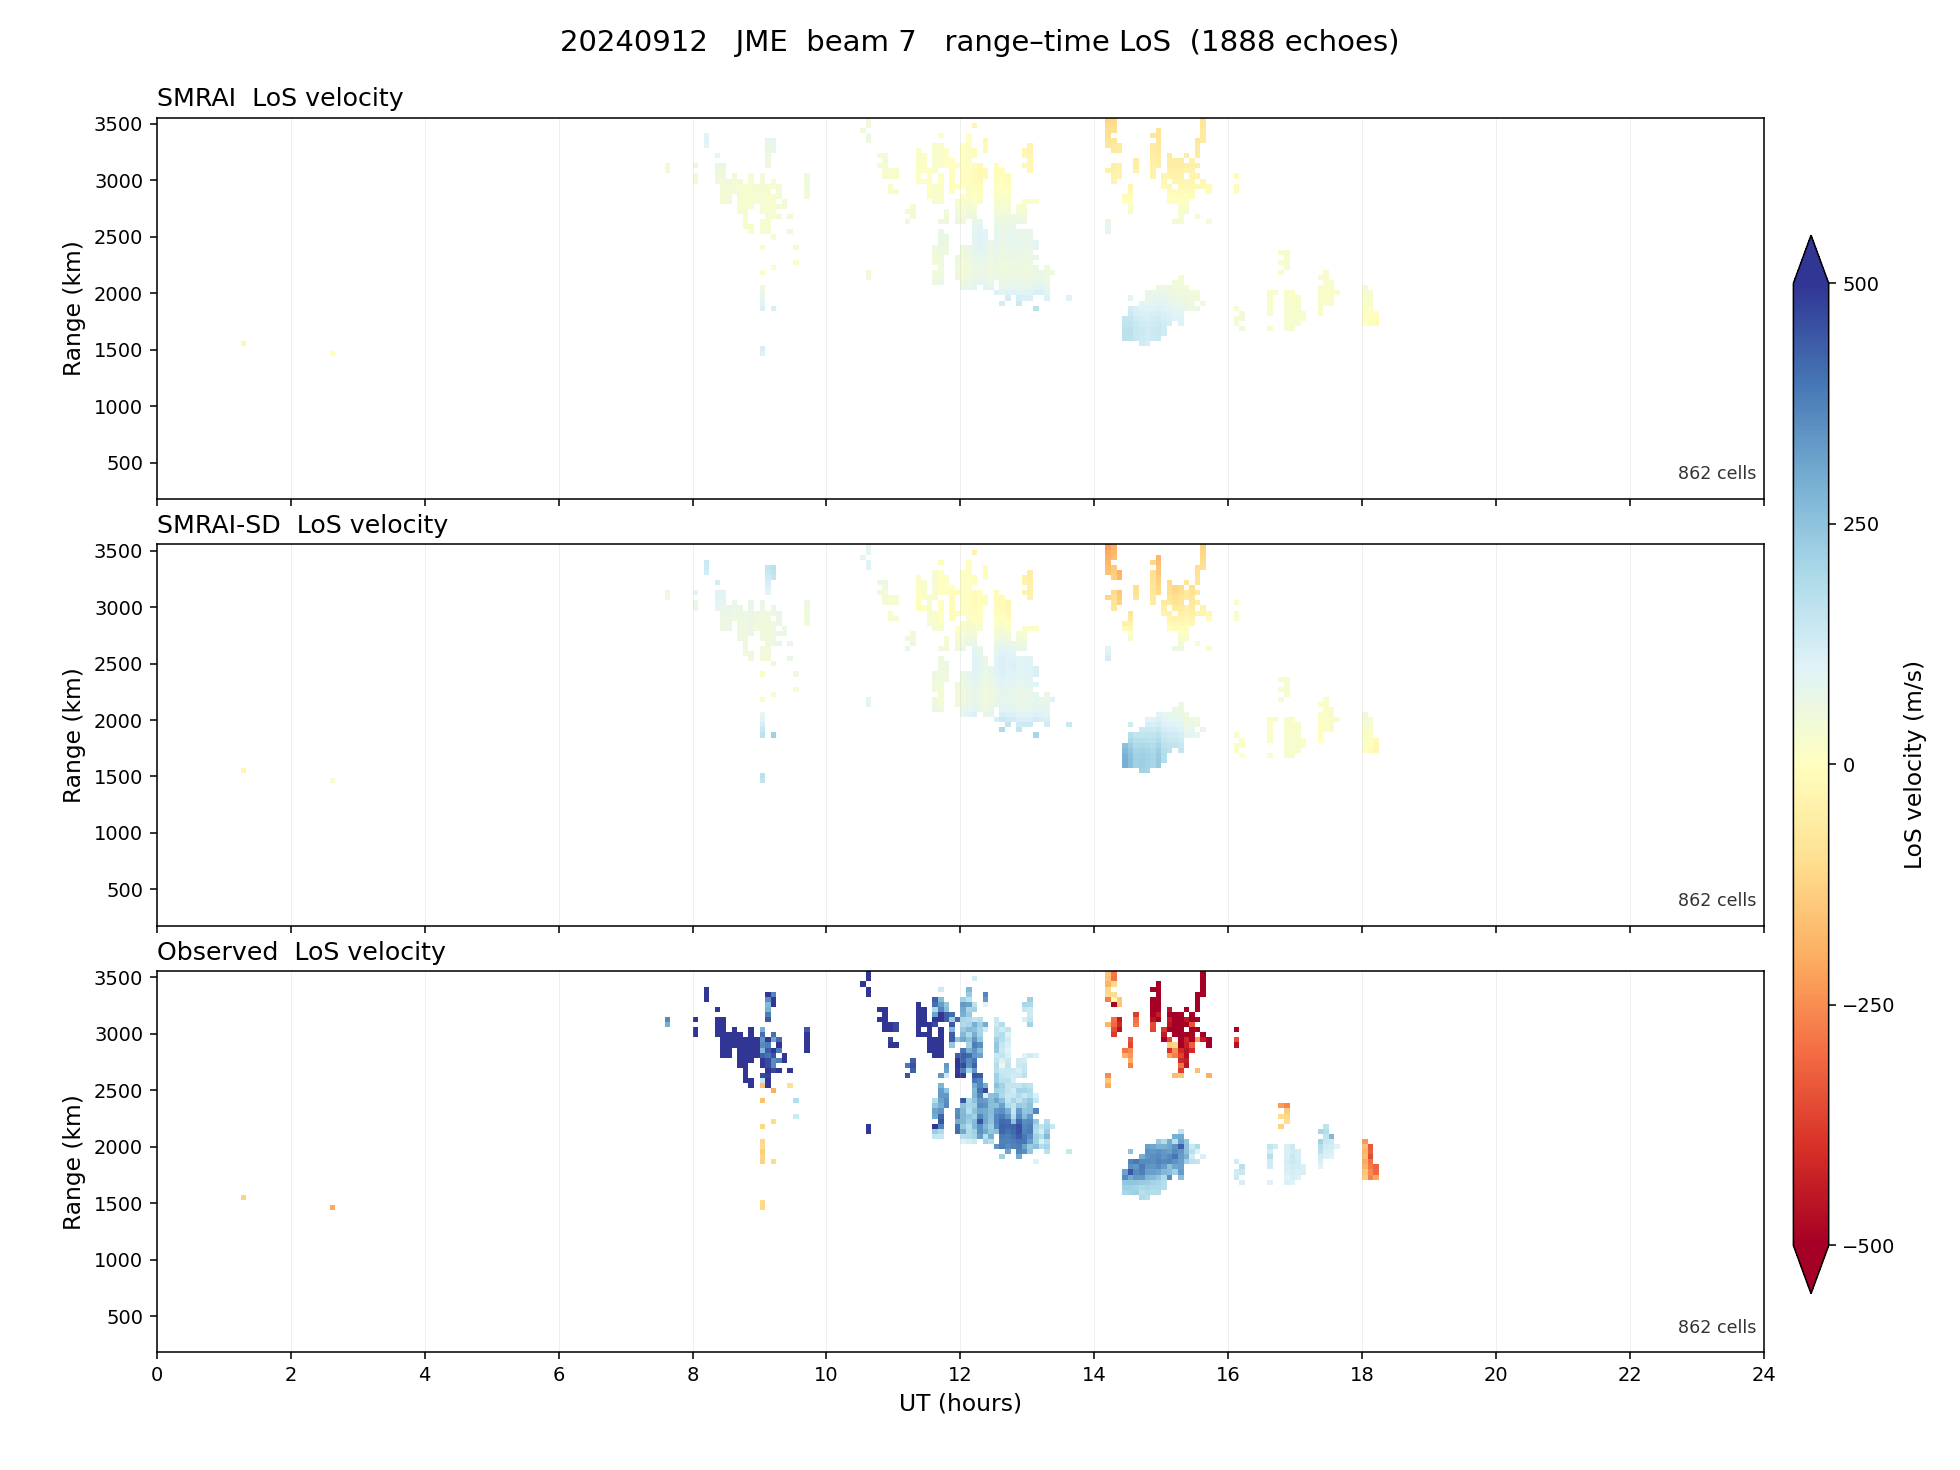 20240912 JME beam 7 range–time LoS (1888 echoes)
SMRAI LoS velocity
3500
3000
2500
2000
1500
1000
500
Range (km)
862 cells
SMRAI-SD LoS velocity
3500
3000
2500
2000
1500
1000
500
Range (km)
862 cells
Observed LoS velocity
3500
3000
2500
2000
1500
1000
500
Range (km)
862 cells
0 2 4 6 8 10 12 14 16 18 20 22 24
UT (hours)
500
250
0
−250
−500
LoS velocity (m/s)